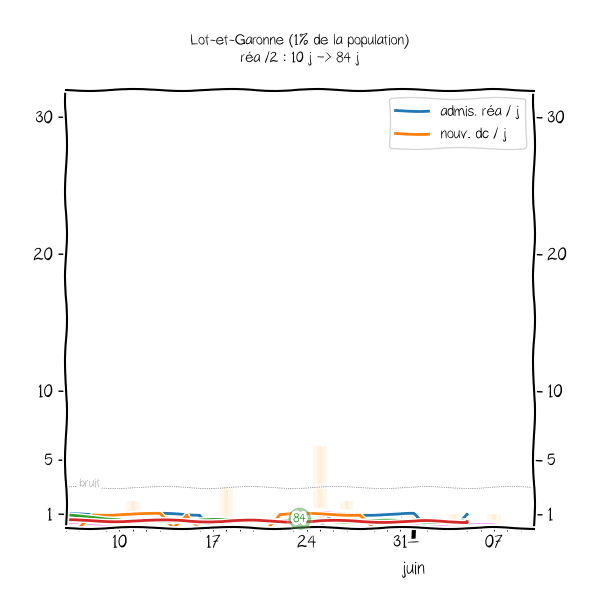 Lot-et-Garonne (1% de la population)
réa /2 : 10 j -> 84 j
admis. réa / j
nouv. dc / j
30
30
20
20
10
10
5
5
bruit
84
1
1
10
17
24
31
07
juin